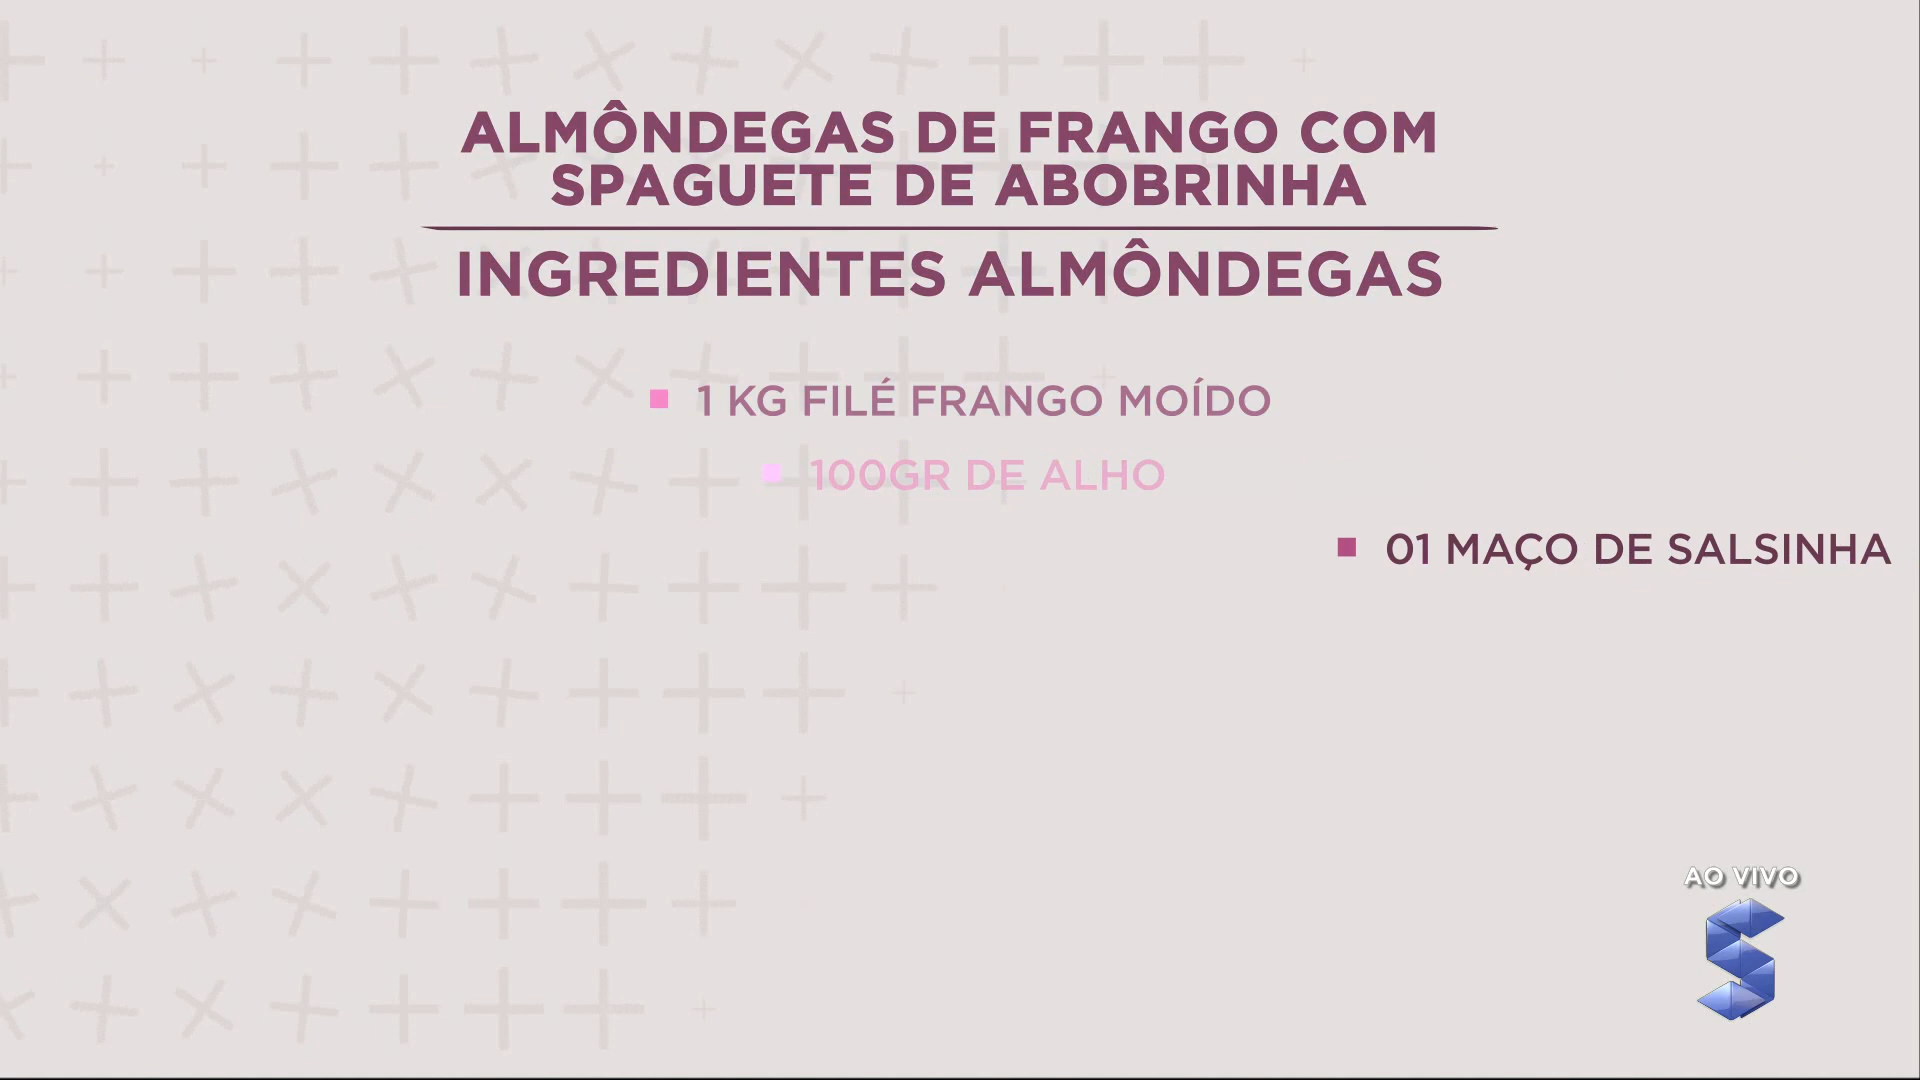 ALMÔNDEGAS DE FRANGO COM
SPAGUETE DE ABOBRINHA
INGREDIENTES ALMÔNDEGAS
1 KG FILÉ FRANGO MOÍDO
100GR DE ALHO
01 MAÇO DE SALSINHA
AO VIVO